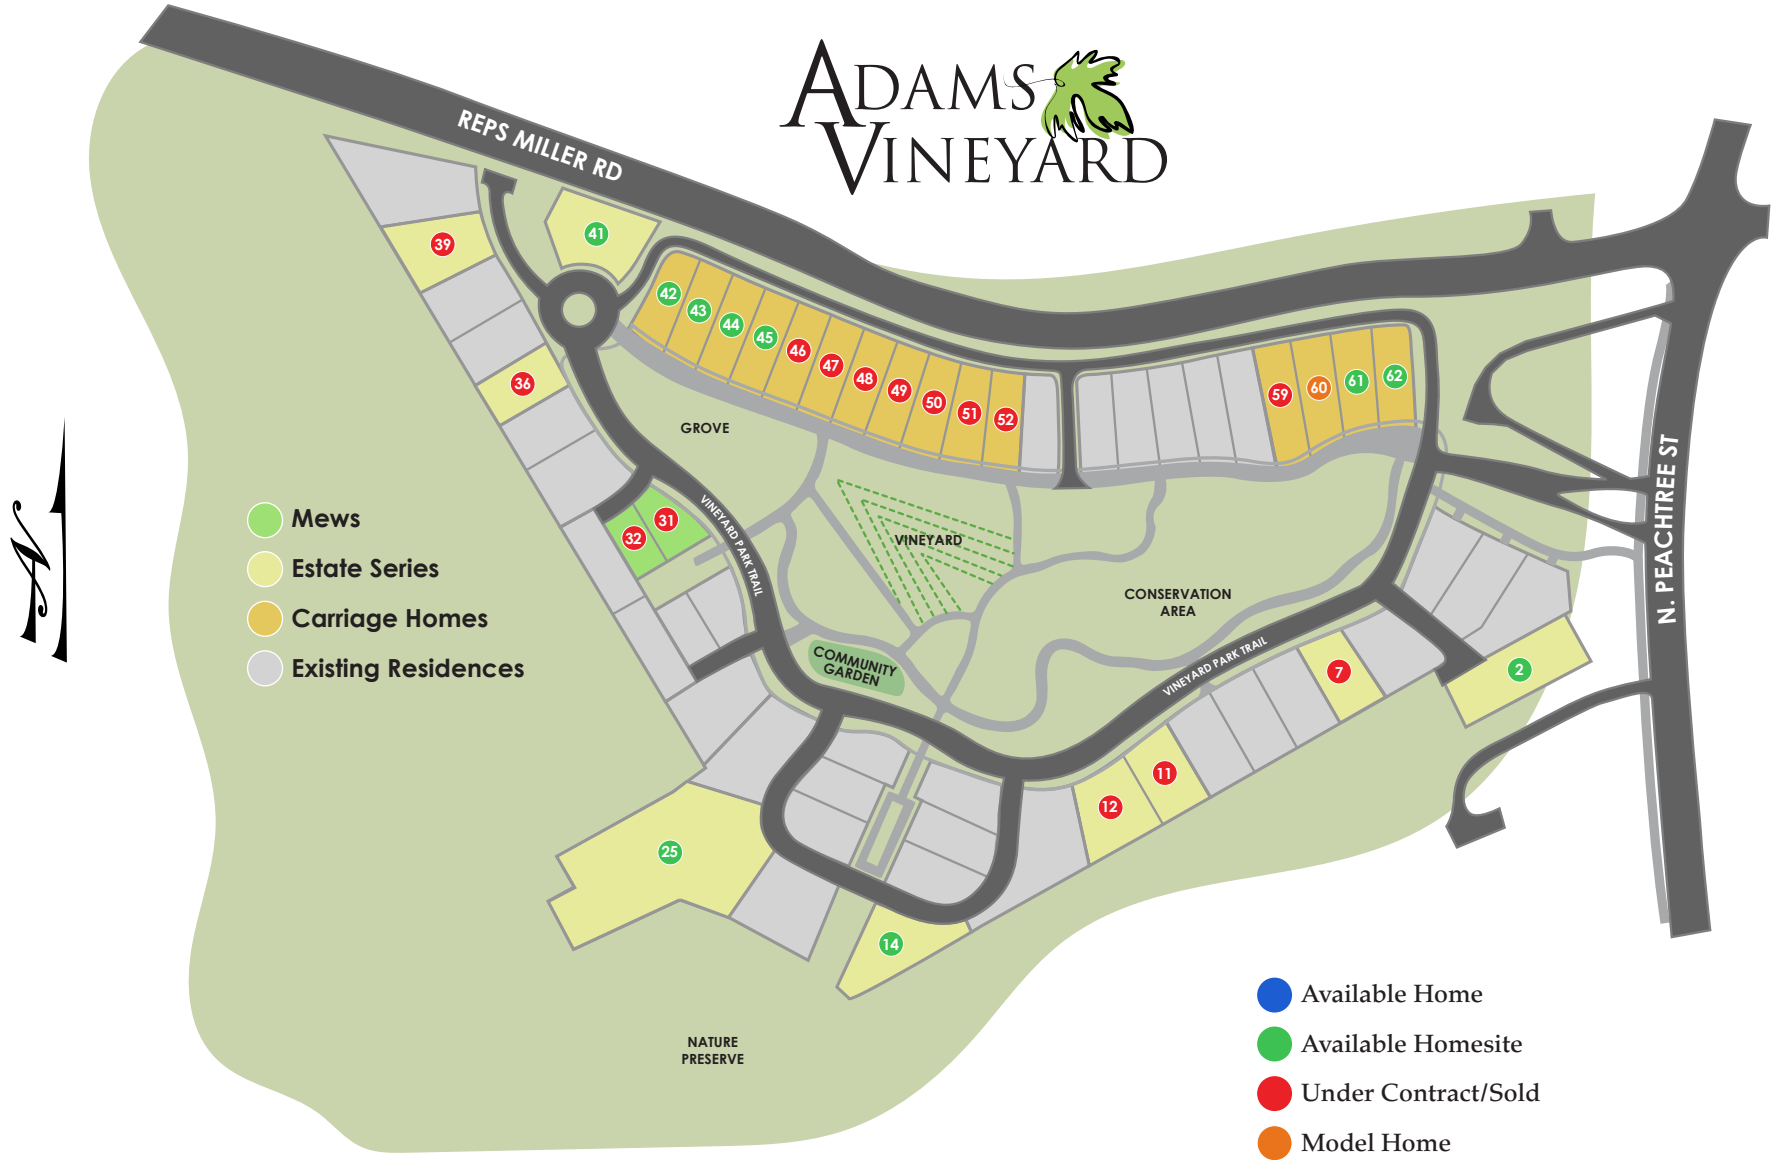 ADAMS
VINEYARD
REPS MILLER RD
N. PEACHTREE ST
39
41
42
43
44
45
46
47
48
49
50
51
52
59
60
61
62
36
GROVE
31
32
VINEYARD PARK TRAIL
VINEYARD
CONSERVATION
AREA
COMMUNITY
GARDEN
VINEYARD PARK TRAIL
7
2
11
12
25
14
NATURE
PRESERVE
N
Mews
Estate Series
Carriage Homes
Existing Residences
Available Home
Available Homesite
Under Contract/Sold
Model Home